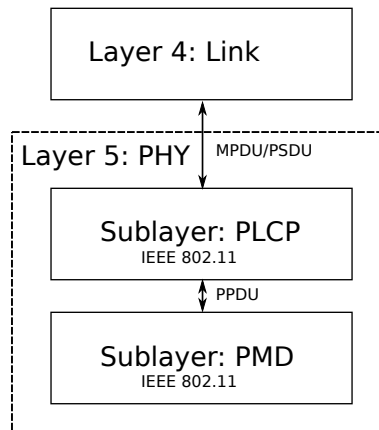 Layer 4: Link
MPDU/PSDU
Layer 5: PHY
Sublayer: PLCP
IEEE 802.11
PPDU
Sublayer: PMD
IEEE 802.11